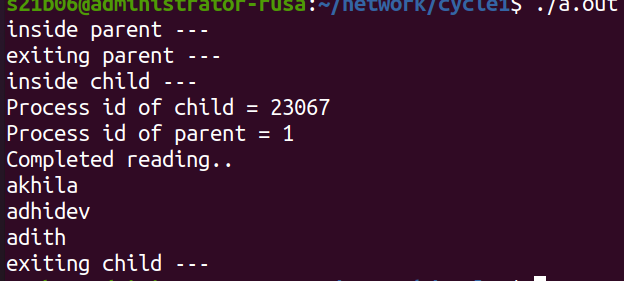 s21b06@administrator-rusa:~/network/cycle1$ ./a.out
inside parent ---
exiting parent ---
inside child ---
Process id of child = 23067
Process id of parent = 1
Completed reading..
akhila
adhidev
adith
exiting child ---